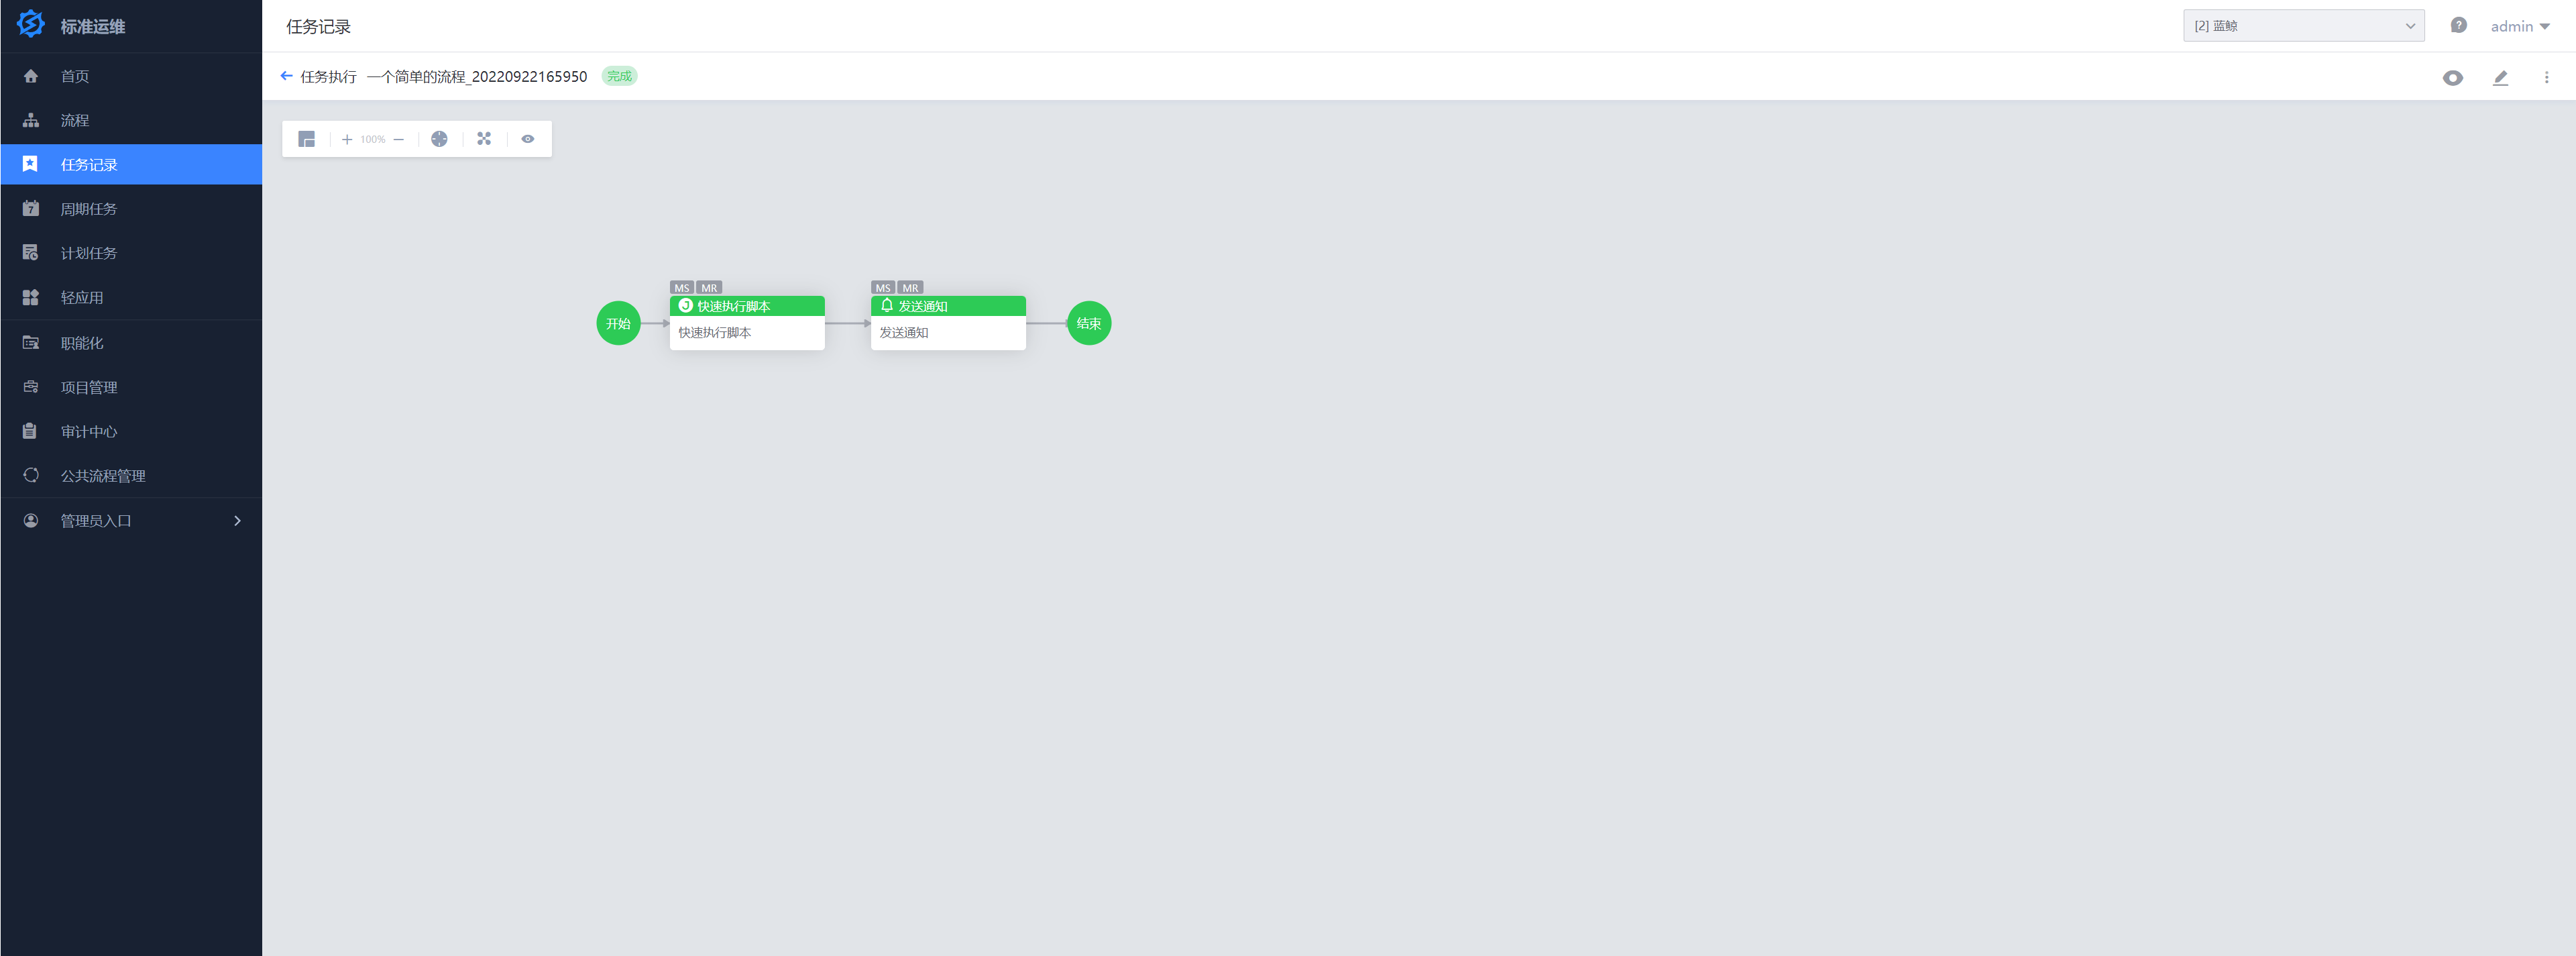 标准运维
首页
流程
任务记录
周期任务
计划任务
轻应用
职能化
项目管理
审计中心
公共流程管理
管理员入口
任务记录
[2] 蓝鲸
admin
任务执行 一个简单的流程_20220922165950 完成
100%
开始
MS MR
快速执行脚本
快速执行脚本
MS MR
发送通知
发送通知
结束